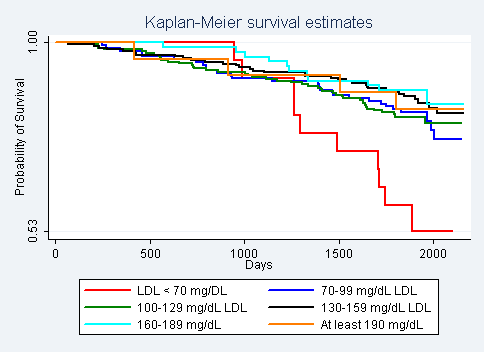 Kaplan-Meier survival estimates
1.00
Probability of Survival
0.53
0 500 1000 1500 2000
Days
LDL < 70 mg/DL 70-99 mg/dL LDL
100-129 mg/dL LDL 130-159 mg/dL LDL
160-189 mg/dL At least 190 mg/dL